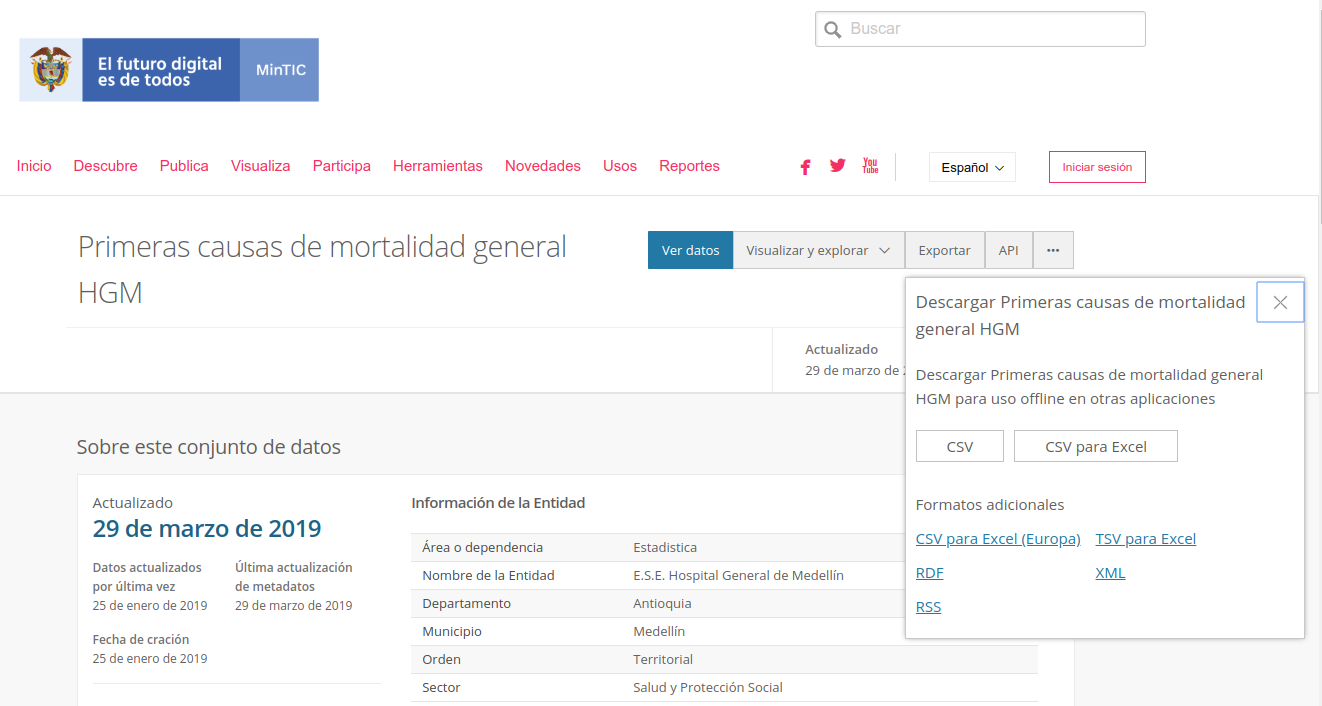 Buscar
El futuro digital
es de todos
MinTIC
Inicio Descubre Publica Visualiza Participa Herramientas Novedades Usos Reportes
You
Tube
Español
Iniciar sesión
Primeras causas de mortalidad general
HGM
Ver datos
Visualizar y explorar
Exportar
API
•••
Descargar Primeras causas de mortalidad
general HGM
Descargar Primeras causas de mortalidad general
HGM para uso offline en otras aplicaciones
CSV
CSV para Excel
Formatos adicionales
CSV para Excel (Europa) TSV para Excel
RDF XML
RSS
Actualizado
29 de marzo de
Sobre este conjunto de datos
Actualizado
29 de marzo de 2019
Datos actualizados
por última vez
25 de enero de 2019
Última actualización
de metadatos
29 de marzo de 2019
Fecha de cración
25 de enero de 2019
Información de la Entidad
Área o dependencia Estadistica
Nombre de la Entidad E.S.E. Hospital General de Medellín
Departamento Antioquia
Municipio Medellín
Orden Territorial
Sector Salud y Protección Social